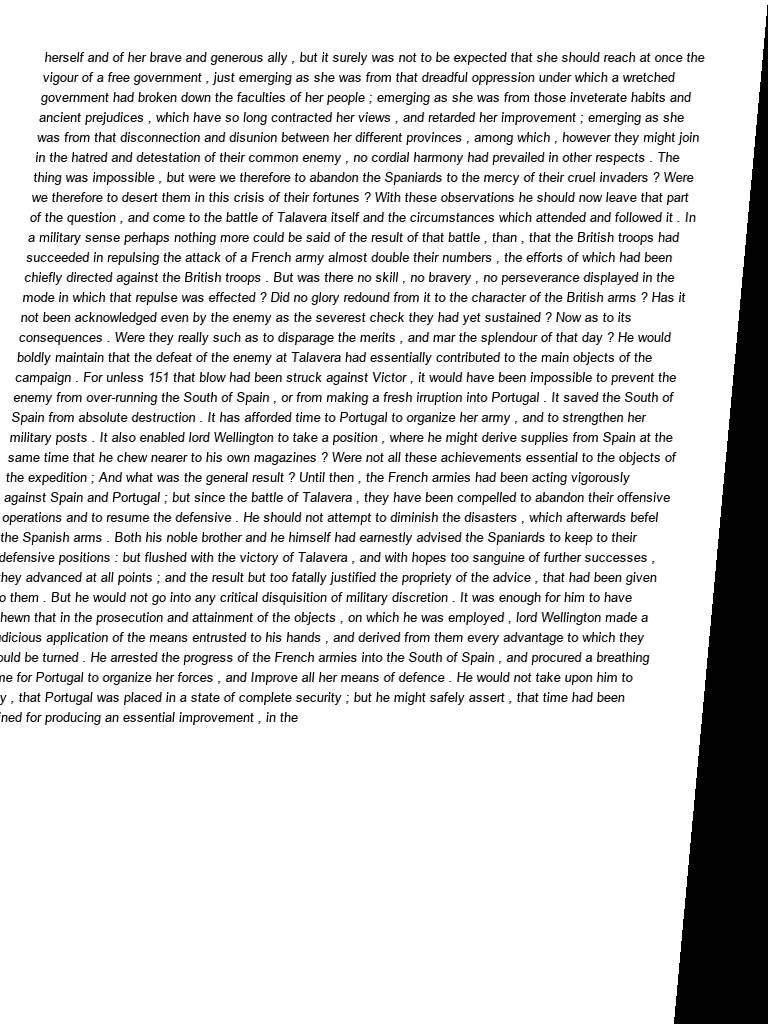 herself and of her brave and generous ally , but it surely was not to be expected that she should reach at once the
vigour of a free government , just emerging as she was from that dreadful oppression under which a wretched
government had broken down the faculties of her people ; emerging as she was from those inveterate habits and
ancient prejudices , which have so long contracted her views , and retarded her improvement ; emerging as she
was from that disconnection and disunion between her different provinces , among which , however they might join
in the hatred and detestation of their common enemy , no cordial harmony had prevailed in other respects . The
thing was impossible , but were we therefore to abandon the Spaniards to the mercy of their cruel invaders ? Were
we therefore to desert them in this crisis of their fortunes ? With these observations he should now leave that part
of the question , and come to the battle of Talavera itself and the circumstances which attended and followed it . In
a military sense perhaps nothing more could be said of the result of that battle , than , that the British troops had
succeeded in repulsing the attack of a French army almost double their numbers , the efforts of which had been
chiefly directed against the British troops . But was there no skill , no bravery , no perseverance displayed in the
mode in which that repulse was effected ? Did no glory redound from it to the character of the British arms ? Has it
not been acknowledged even by the enemy as the severest check they had yet sustained ? Now as to its
consequences . Were they really such as to disparage the merits , and mar the splendour of that day ? He would
boldly maintain that the defeat of the enemy at Talavera had essentially contributed to the main objects of the
campaign . For unless 151 that blow had been struck against Victor , it would have been impossible to prevent the
enemy from over-running the South of Spain , or from making a fresh irruption into Portugal . It saved the South of
Spain from absolute destruction . It has afforded time to Portugal to organize her army , and to strengthen her
military posts . It also enabled lord Wellington to take a position , where he might derive supplies from Spain at the
same time that he chew nearer to his own magazines ? Were not all these achievements essential to the objects of
the expedition ; And what was the general result ? Until then , the French armies had been acting vigorously
against Spain and Portugal ; but since the battle of Talavera , they have been compelled to abandon their offensive
operations and to resume the defensive . He should not attempt to diminish the disasters , which afterwards befel
the Spanish arms . Both his noble brother and he himself had earnestly advised the Spaniards to keep to their
defensive positions : but flushed with the victory of Talavera , and with hopes too sanguine of further successes ,
they advanced at all points ; and the result but too fatally justified the propriety of the advice , that had been given
o them . But he would not go into any critical disquisition of military discretion . It was enough for him to have
hewn that in the prosecution and attainment of the objects , on which he was employed , lord Wellington made a
dicious application of the means entrusted to his hands , and derived from them every advantage to which they
ould be turned . He arrested the progress of the French armies into the South of Spain , and procured a breathing
me for Portugal to organize her forces , and Improve all her means of defence . He would not take upon him to
y , that Portugal was placed in a state of complete security ; but he might safely assert , that time had been
ined for producing an essential improvement , in the